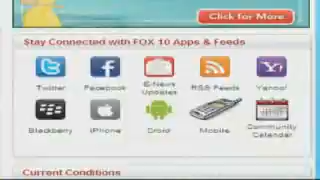 Click for More
Stay Connected with FOX 10 Apps & Feeds
Twitter
Facebook
E-News Updates
RSS Feeds
Yahoo!
Blackberry
iPhone
Droid
Mobile
Community Calendar
Current Conditions